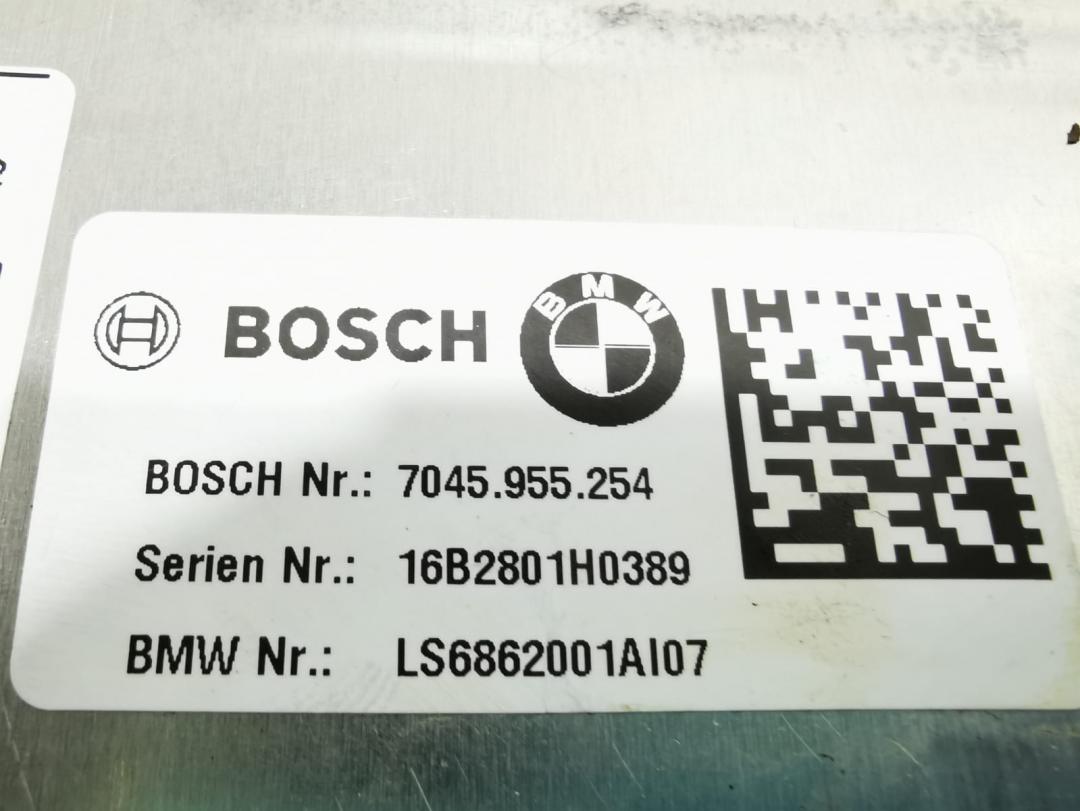 BOSCH
BMW
BOSCH Nr.: 7045.955.254
Serien Nr.: 16B2801H0389
BMW Nr.: LS6862001AI07